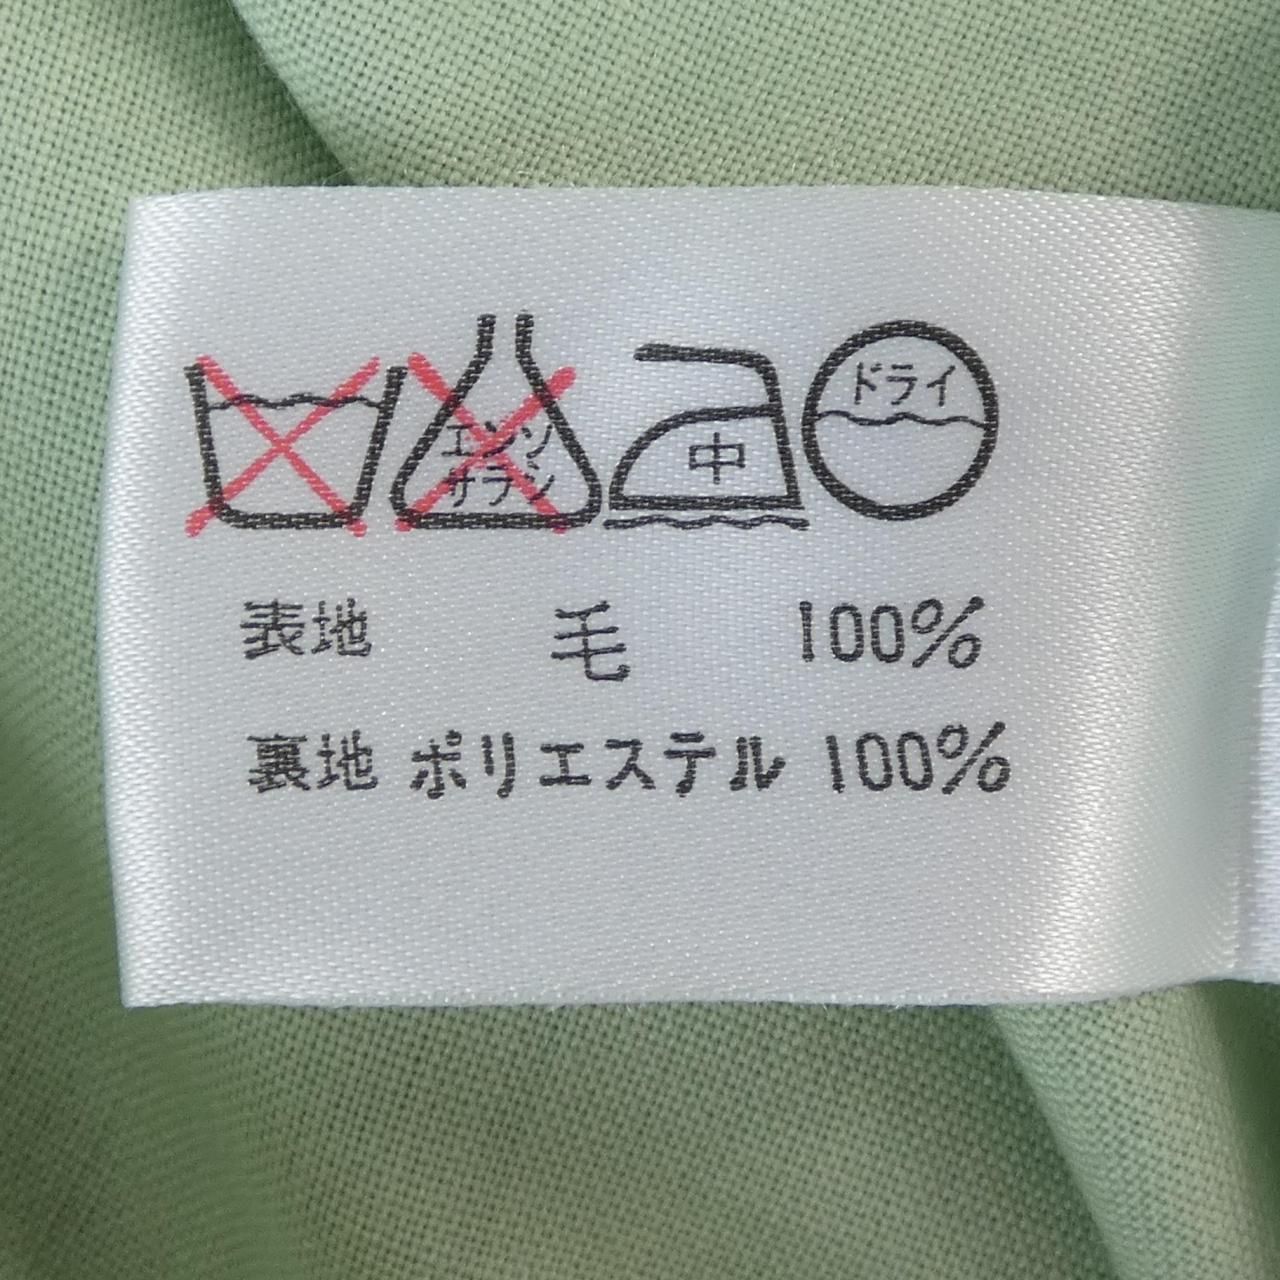 エンソ
サラシ
中
ドライ
表地 毛 100%
裏地 ポリエステル 100%